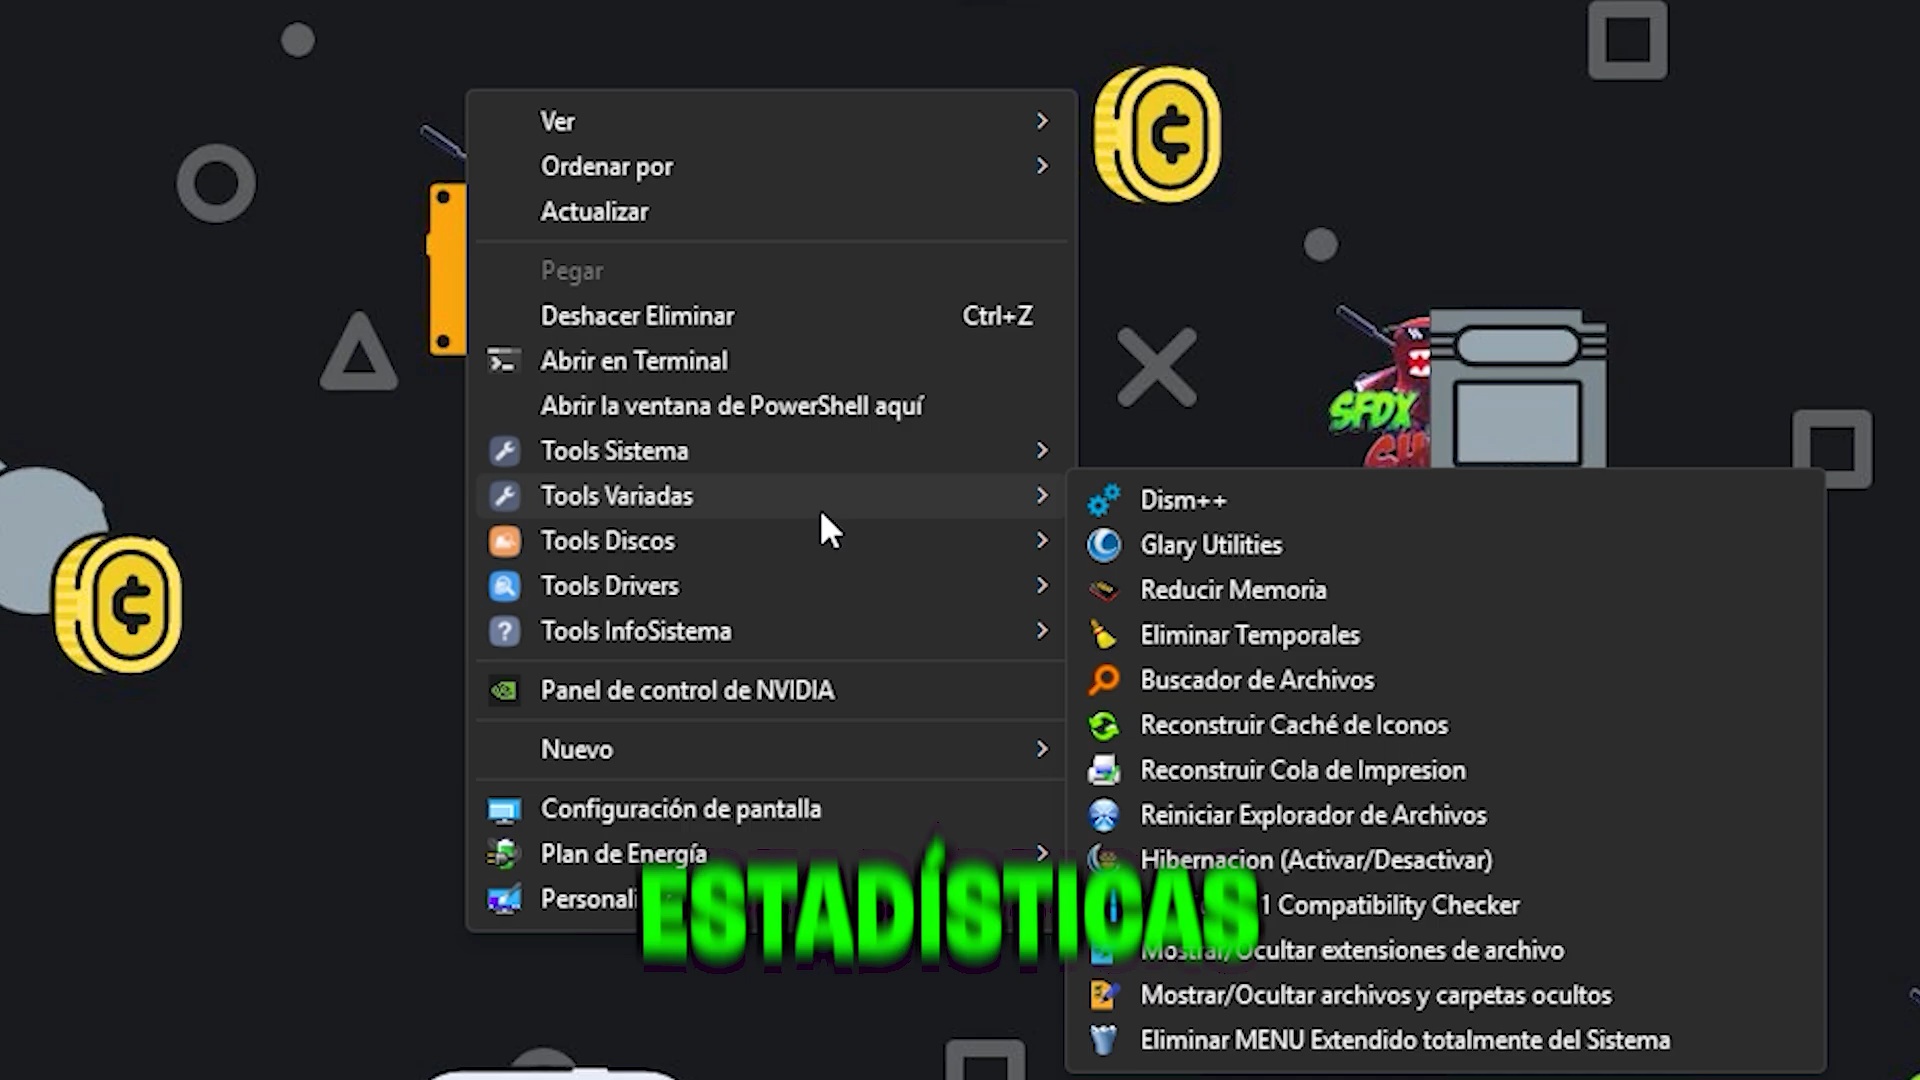 Ver
Ordenar por
Actualizar
Pegar
Deshacer Eliminar Ctrl+Z
Abrir en Terminal
Abrir la ventana de PowerShell aquí
Tools Sistema
Tools Variadas
Tools Discos
Tools Drivers
Tools InfoSistema
Panel de control de NVIDIA
Nuevo
Configuración de pantalla
Plan de Energía
Dism++
Glary Utilities
Reducir Memoria
Eliminar Temporales
Buscador de Archivos
Reconstruir Caché de Iconos
Reconstruir Cola de Impresion
Reiniciar Explorador de Archivos
Hibernacion (Activar/Desactivar)
Compatibility Checker
Mostrar/Ocultar extensiones de archivo
Mostrar/Ocultar archivos y carpetas ocultos
Eliminar MENU Extendido totalmente del Sistema
ESTADÍSTICAS
SFDX